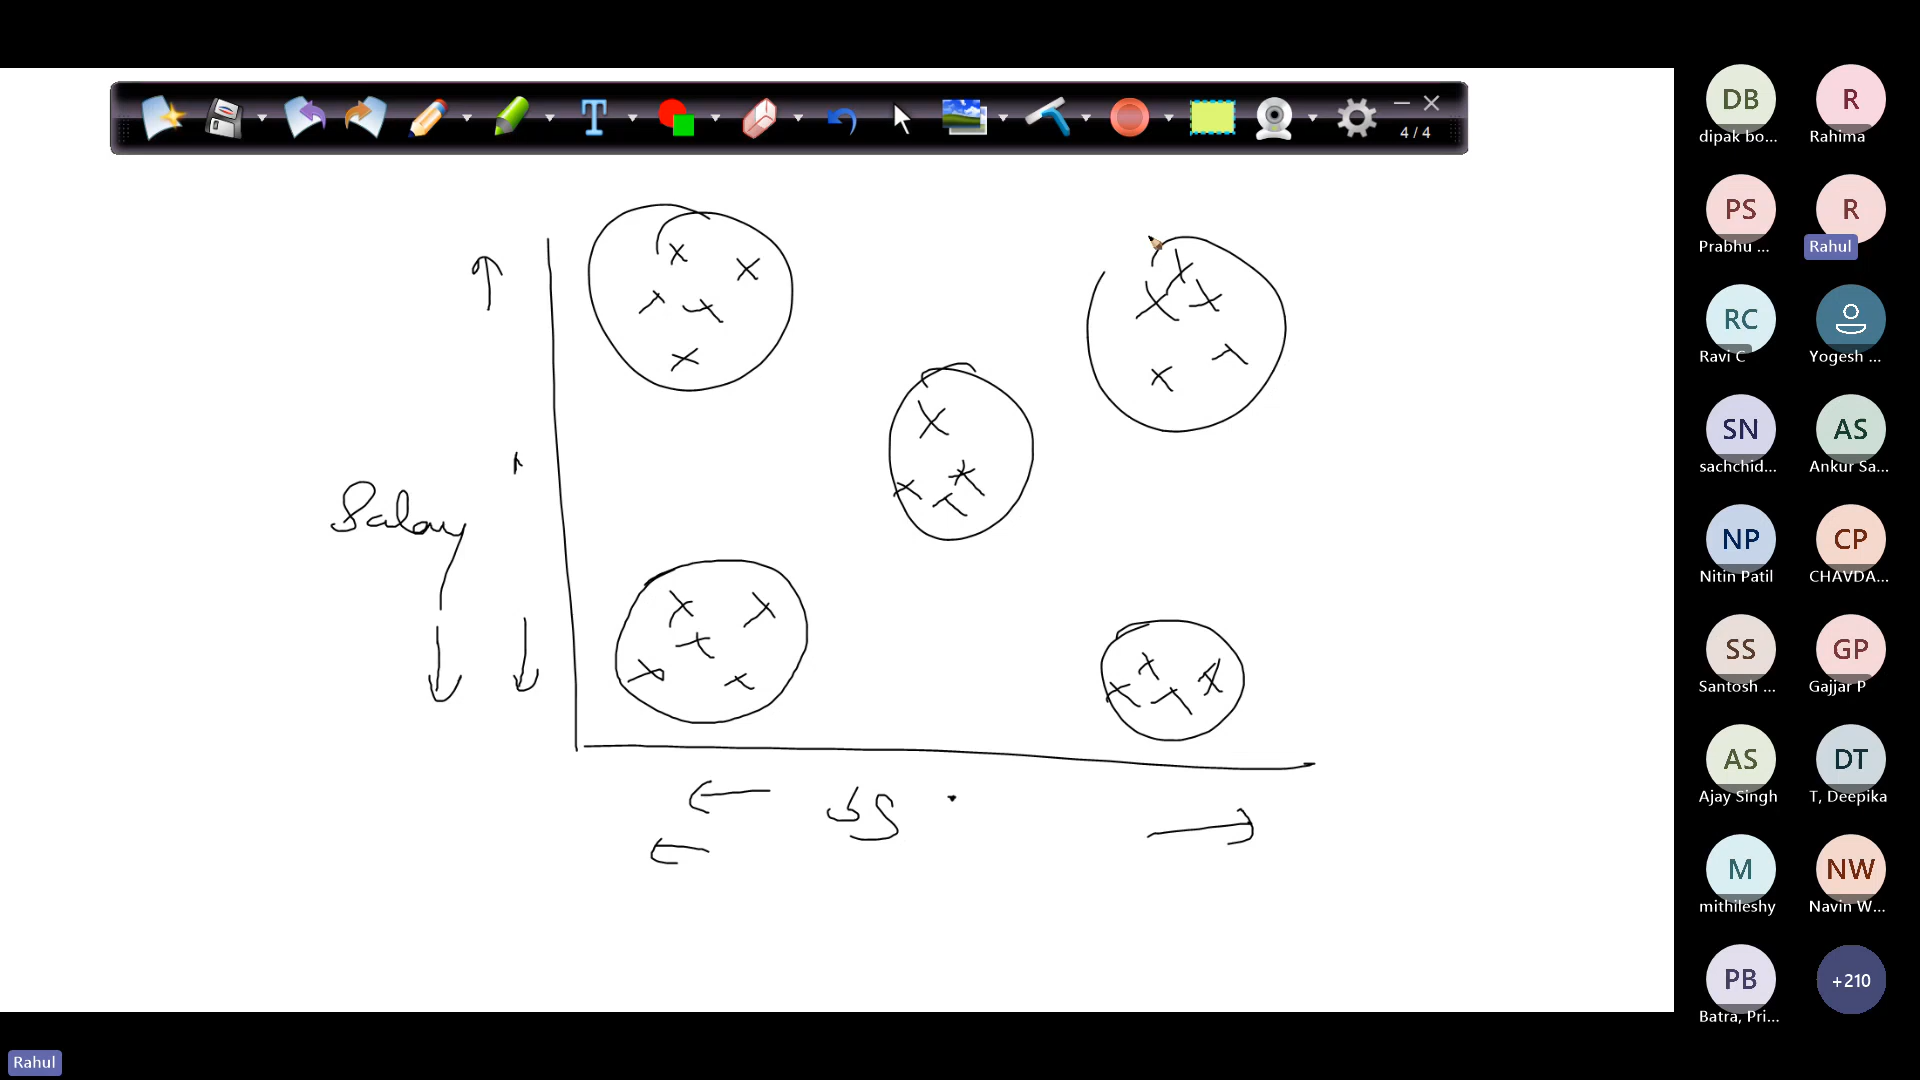 4 / 4
Salary
SS
DB
R
dipak bo...
Rahima
PS
R
Prabhu ...
Rahul
RC
Ravi C
Yogesh ...
SN
AS
sachchid...
Ankur Sa...
NP
CP
Nitin Patil
CHAVDA...
SS
GP
Santosh ...
Gajjar P
AS
DT
Ajay Singh
T, Deepika
M
NW
mithileshy
Navin W...
PB
+210
Batra, Pri...
Rahul